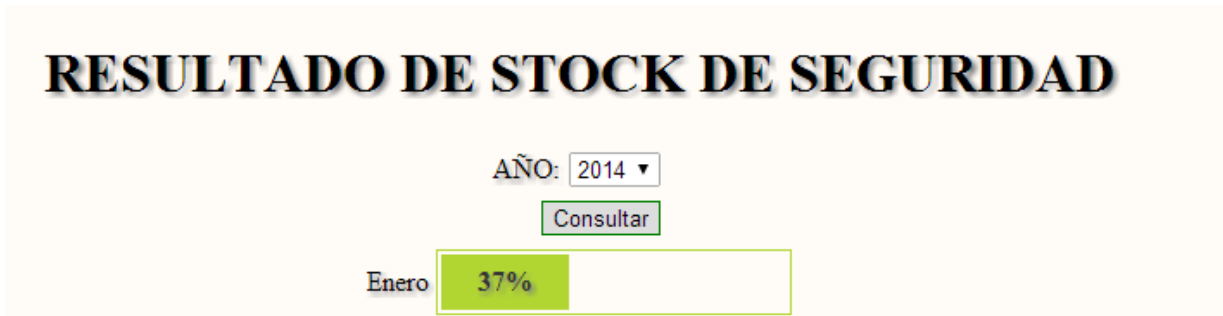 RESULTADO DE STOCK DE SEGURIDAD
AÑO: 2014
Consultar
Enero 37%